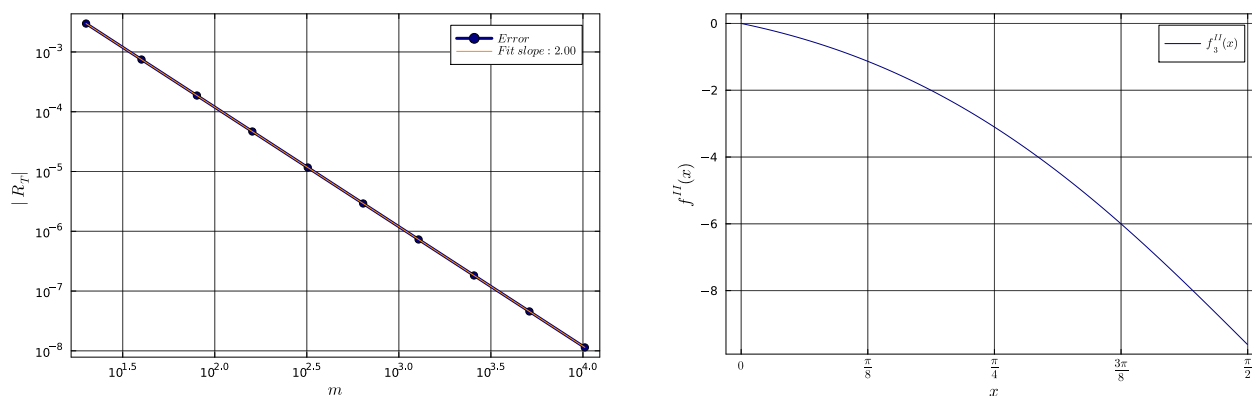 10^{-3}
10^{-4}
10^{-5}
10^{-6}
10^{-7}
10^{-8}
|R_T|
Error
Fit slope : 2.00
10^{1.5} 10^{2.0} 10^{2.5} 10^{3.0} 10^{3.5} 10^{4.0}
m
0
−2
−4
−6
−8
f^{II}(x)
f_3^{II}(x)
0 π/8 π/4 3π/8 π/2
x